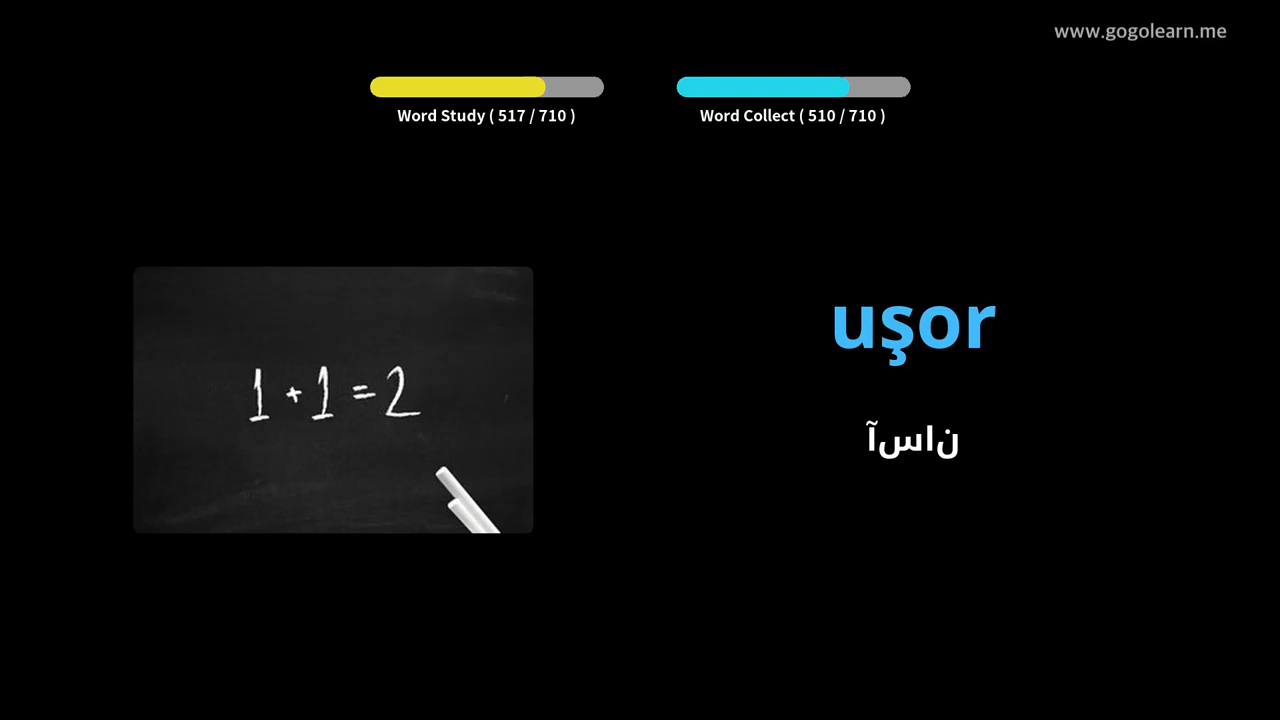 www.gogolearn.me
Word Study ( 517 / 710 )
Word Collect ( 510 / 710 )
1 + 1 = 2
uşor
آسان